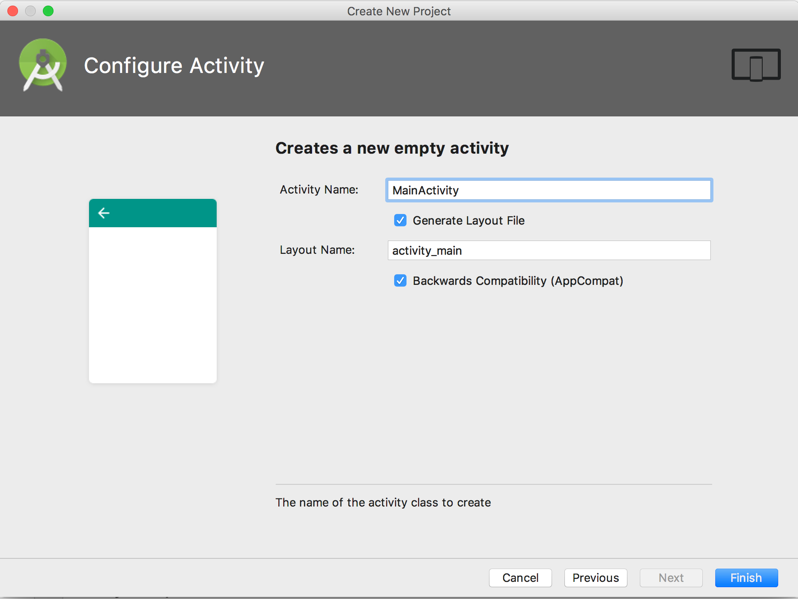 Create New Project
Configure Activity
Creates a new empty activity
Activity Name: MainActivity
Generate Layout File
Layout Name: activity_main
Backwards Compatibility (AppCompat)
The name of the activity class to create
Cancel Previous Next Finish